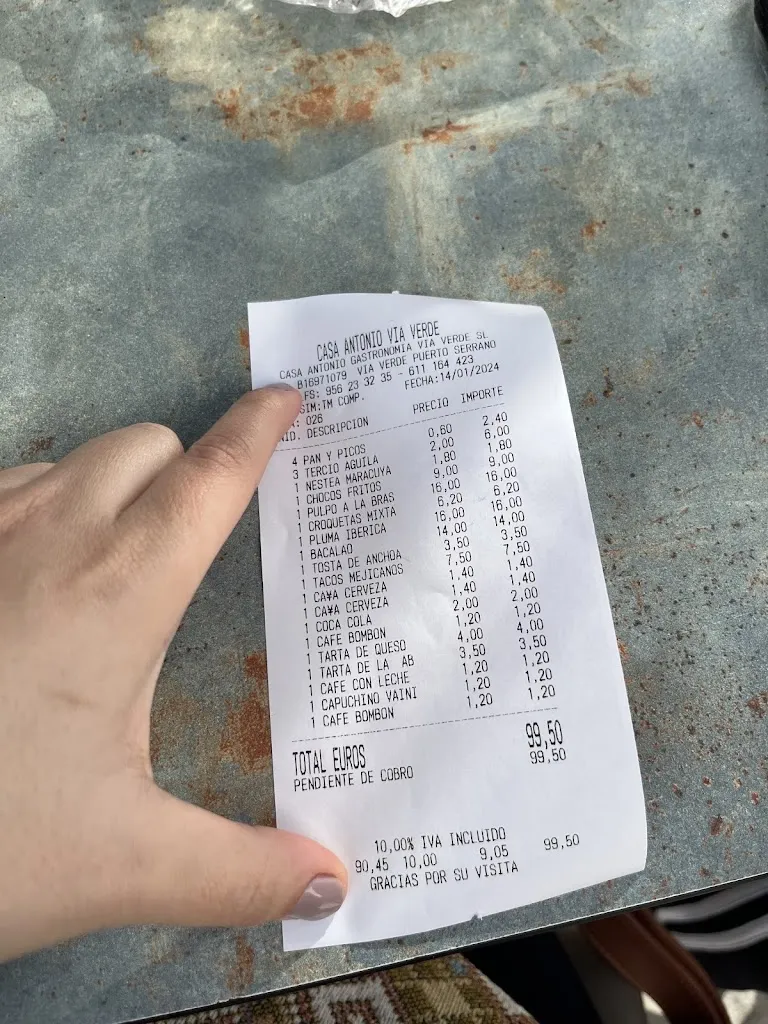 CASA ANTONIO VIA VERDE
CASA ANTONIO GASTRONOMIA VIA VERDE SL
B16971079 VIA VERDE PUERTO SERRANO
FS: 956 23 32 35 - 611 164 423
SIM:TM COMP. FECHA:14/01/2024
: 026
NID. DESCRIPCION PRECIO IMPORTE
4 PAN Y PICOS 0,60 2,40
3 TERCIO AGUILA 2,00 6,00
1 NESTEA MARACUYA 1,80 1,80
1 CHOCOS FRITOS 9,00 9,00
1 PULPO A LA BRAS 16,00 16,00
1 CROQUETAS MIXTA 6,20 6,20
1 PLUMA IBERICA 16,00 16,00
1 BACALAO 14,00 14,00
1 TOSTA DE ANCHOA 3,50 3,50
1 TACOS MEJICANOS 7,50 7,50
1 CA¥A CERVEZA 1,40 1,40
1 CA¥A CERVEZA 1,40 1,40
1 COCA COLA 2,00 2,00
1 CAFE BOMBON 1,20 1,20
1 TARTA DE QUESO 4,00 4,00
1 TARTA DE LA AB 3,50 3,50
1 CAFE CON LECHE 1,20 1,20
1 CAPUCHINO VAINI 1,20 1,20
1 CAFE BOMBON 1,20 1,20
TOTAL EUROS 99,50
PENDIENTE DE COBRO 99,50
10,00% IVA INCLUIDO
90,45 10,00 9,05 99,50
GRACIAS POR SU VISITA